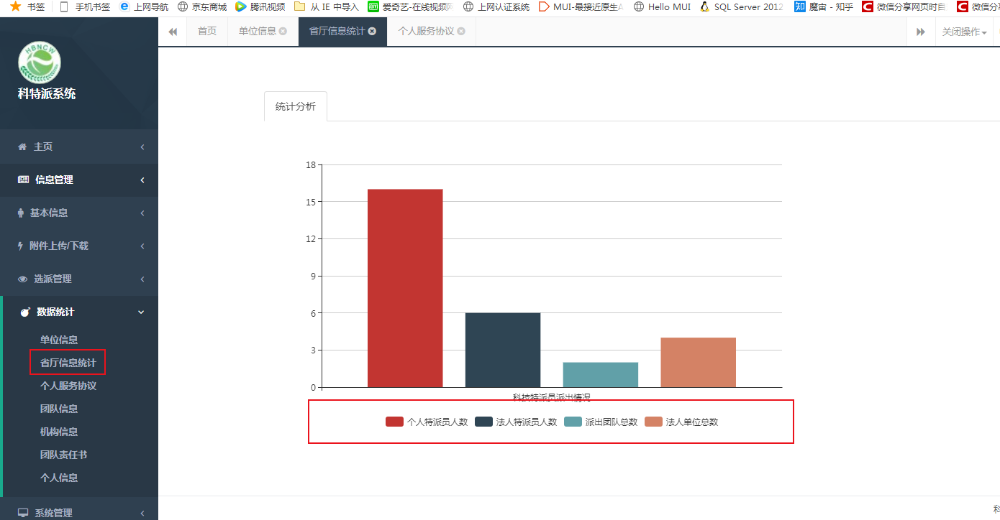 书签 手机书签 上网导航 京东商城 腾讯视频 从 IE 中导入 爱奇艺-在线视频网 上网认证系统 MUI-最接近原生A Hello MUI SQL Server 2012 魔宙 - 知乎 微信分享网页时自 微信分享
首页 单位信息 省厅信息统计 个人服务协议 关闭操作
HBNCW
科特派系统
主页
信息管理
基本信息
附件上传/下载
选派管理
数据统计
单位信息
省厅信息统计
个人服务协议
团队信息
机构信息
团队责任书
个人信息
系统管理
统计分析
18
15
12
9
6
3
0
科技特派员派出情况
个人特派员人数 法人特派员人数 派出团队总数 法人单位总数
科